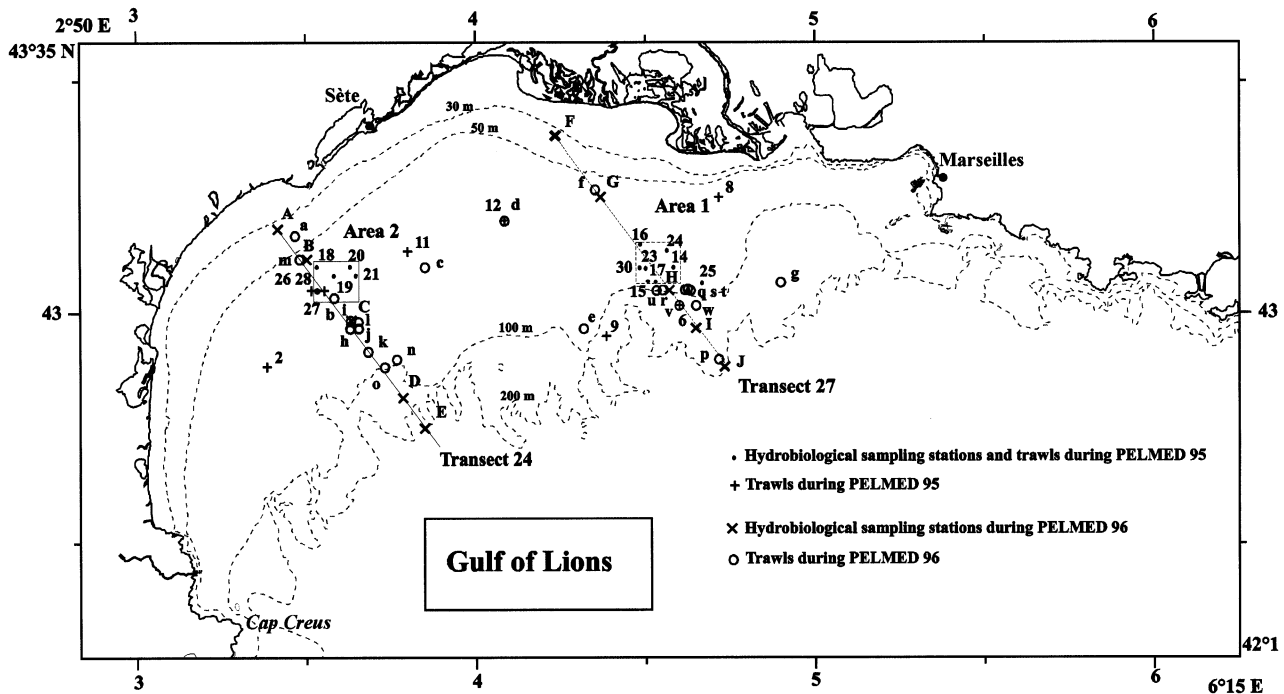 3 4 5 6
2°50 E
43°35 N
Sète
30 m
50 m
F
Marseilles
f G
8
Area 1
A
a
12 d
Area 2
11
16
24
B
m
18
20
c
23
14
26 28
21
30
17
H
25
g
19
15
q s-t
27
C
u r
w
43
b
i
l
v
6
43
h
j
e
9
I
100 m
k
n
p
J
2
o
D
Transect 27
200 m
E
Transect 24
Hydrobiological sampling stations and trawls during PELMED 95
+ Trawls during PELMED 95
× Hydrobiological sampling stations during PELMED 96
Gulf of Lions
o Trawls during PELMED 96
Cap Creus
42°1
3 4 5 6
6°15 E